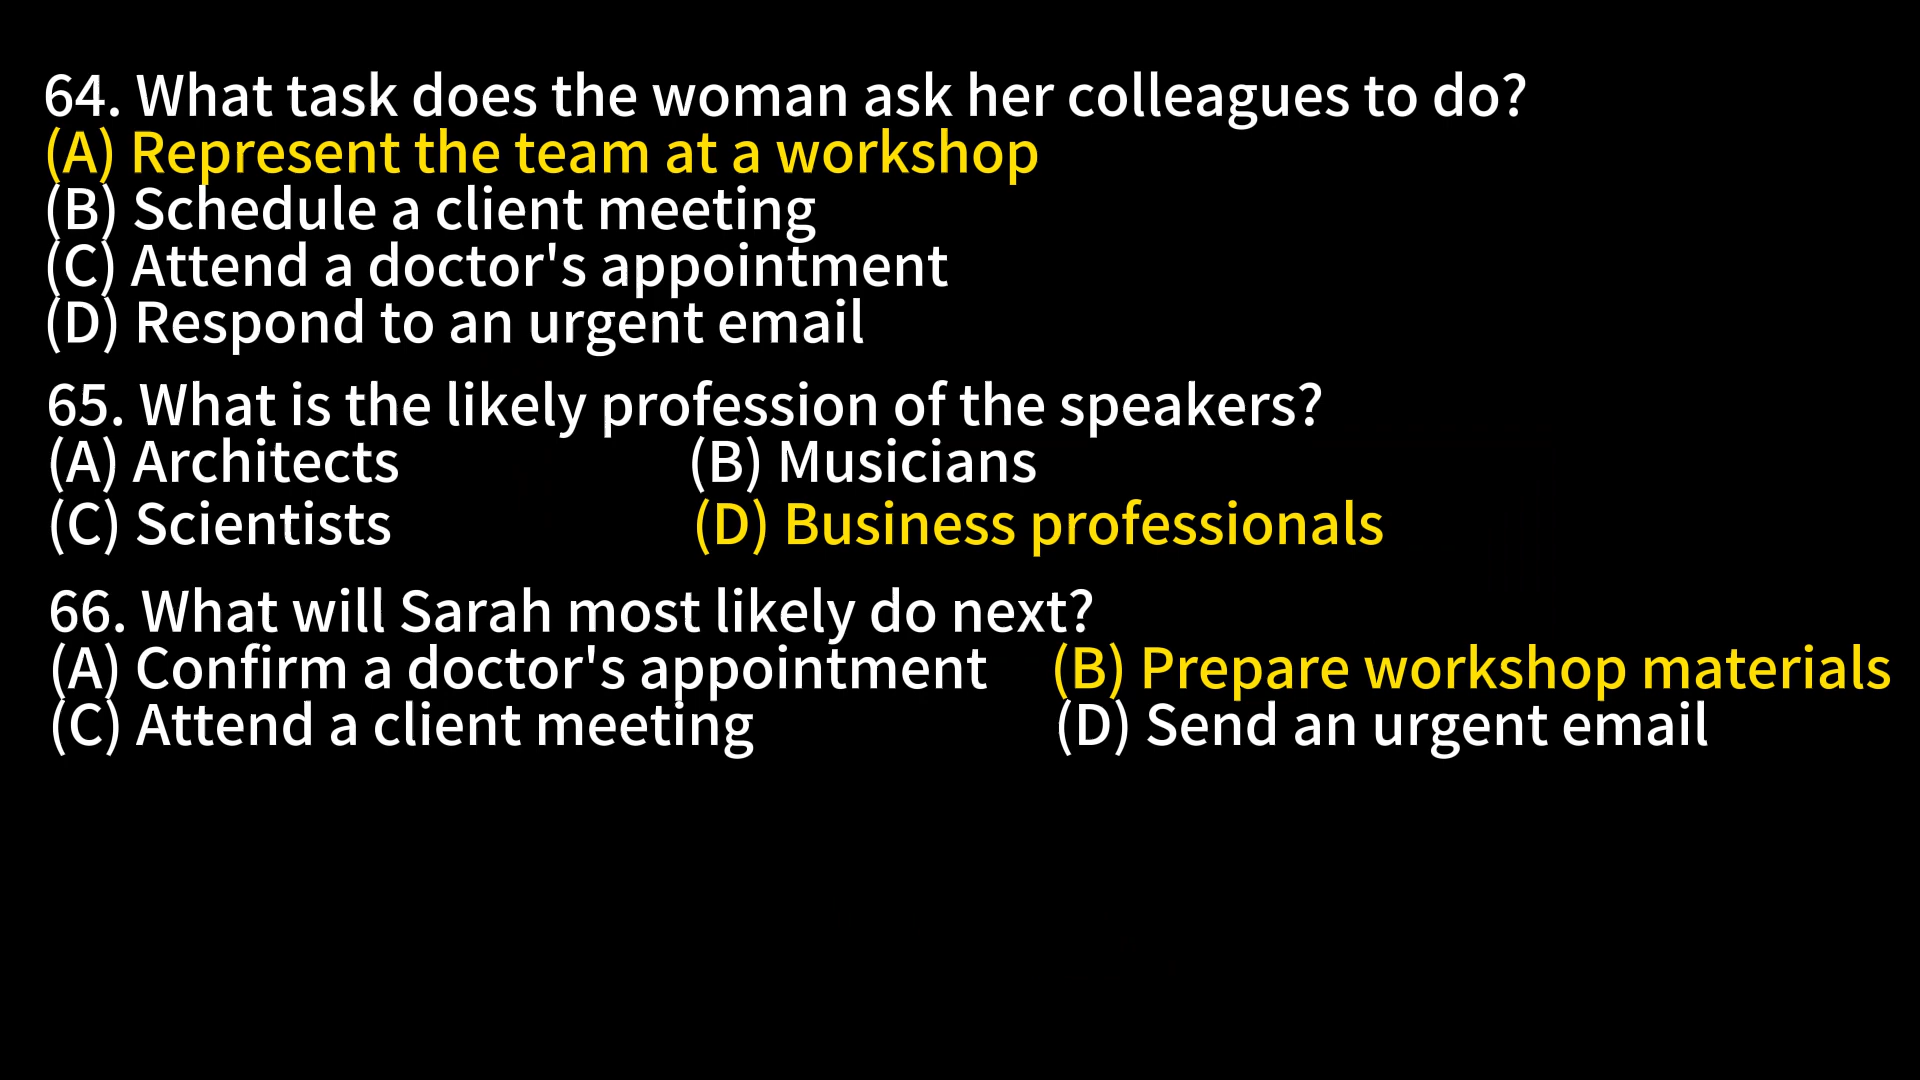 64. What task does the woman ask her colleagues to do?
(A) Represent the team at a workshop
(B) Schedule a client meeting
(C) Attend a doctor's appointment
(D) Respond to an urgent email
65. What is the likely profession of the speakers?
(A) Architects (B) Musicians
(C) Scientists (D) Business professionals
66. What will Sarah most likely do next?
(A) Confirm a doctor's appointment (B) Prepare workshop materials
(C) Attend a client meeting (D) Send an urgent email